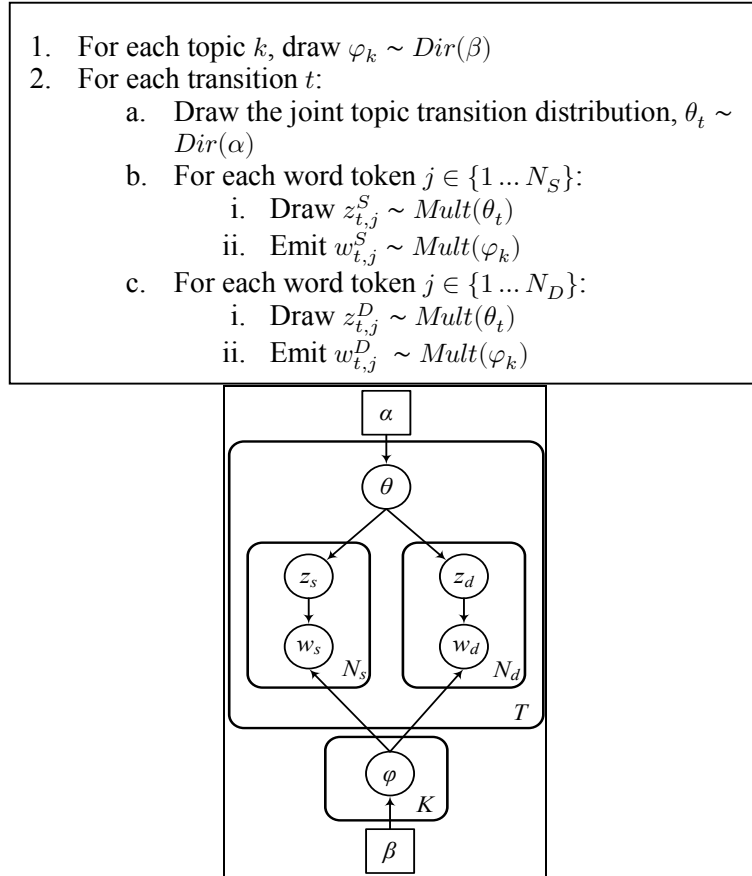 1. For each topic k, draw φ_k ~ Dir(β)
2. For each transition t:
a. Draw the joint topic transition distribution, θ_t ~
Dir(α)
b. For each word token j ∈ {1 ... N_S}:
i. Draw z^S_{t,j} ~ Mult(θ_t)
ii. Emit w^S_{t,j} ~ Mult(φ_k)
c. For each word token j ∈ {1 ... N_D}:
i. Draw z^D_{t,j} ~ Mult(θ_t)
ii. Emit w^D_{t,j} ~ Mult(φ_k)
α
θ
z_s z_d
w_s w_d
N_s N_d
T
φ
K
β